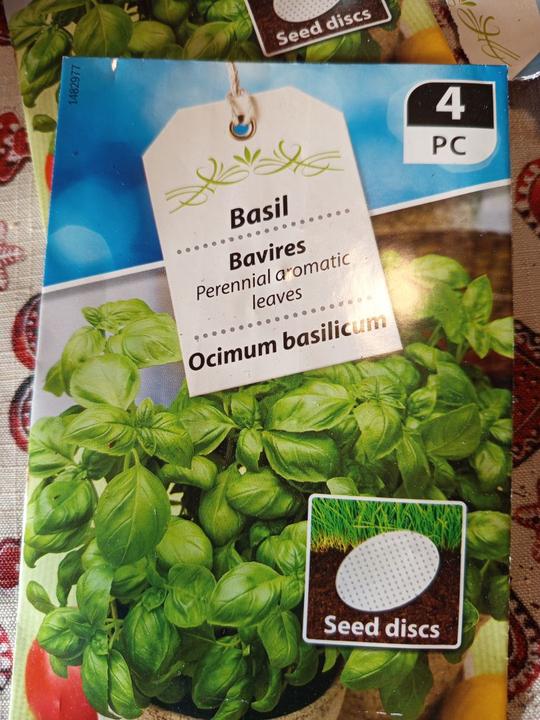 Seed discs
1482977
4
PC
Basil
Bavires
Perennial aromatic
leaves
Ocimum basilicum
Seed discs